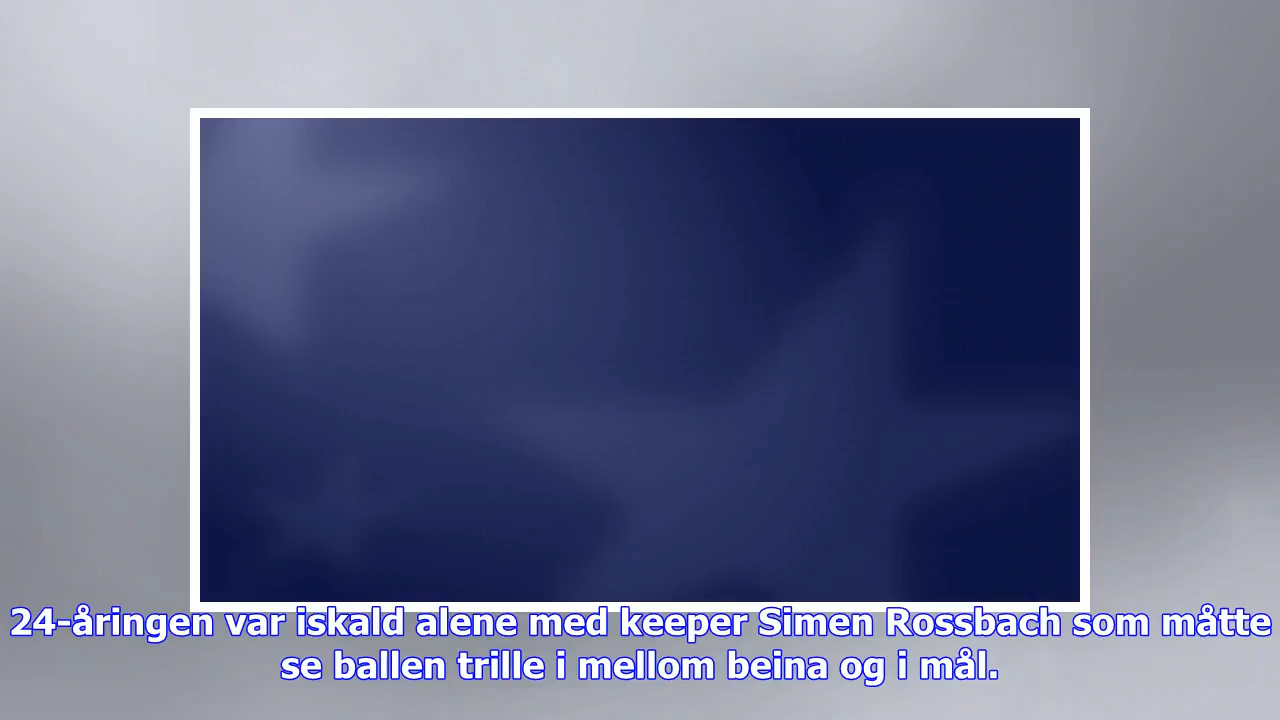 24-åringen var iskald alene med keeper Simen Rossbach som måtte
se ballen trille i mellom beina og i mål.